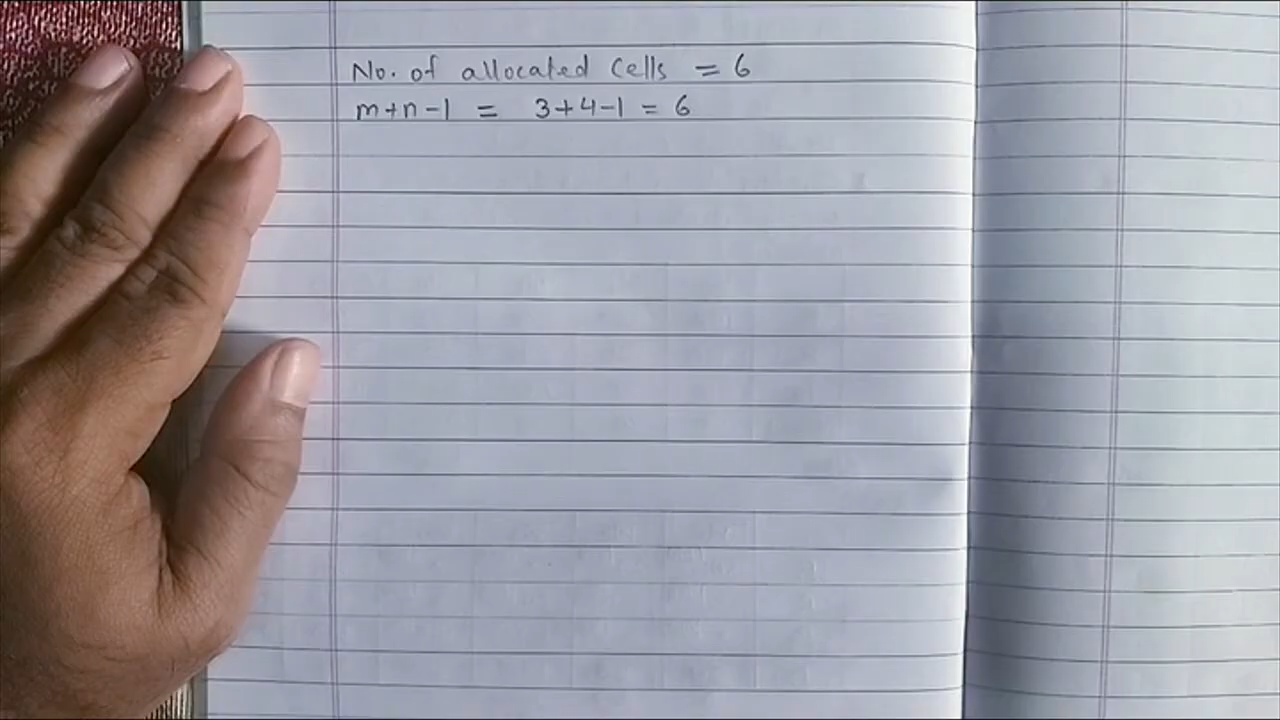 No. of allocated cells = 6
m+n-1 = 3+4-1 = 6